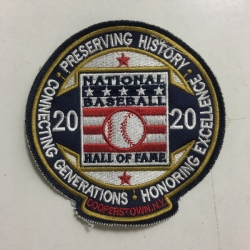 · PRESERVING HISTORY ·
HONORING EXCELLENCE ·
CONNECTING GENERATIONS
NATIONAL
BASEBALL
HALL OF FAME
20 20
COOPERSTOWN, N.Y.